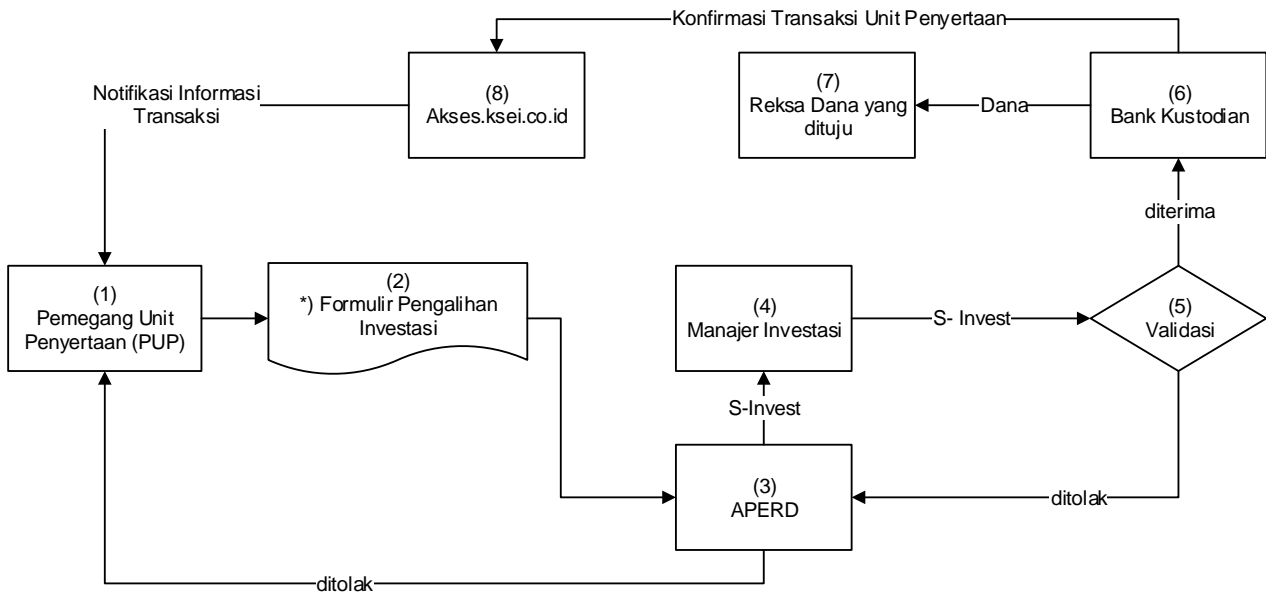 Konfirmasi Transaksi Unit Penyertaan
Notifikasi Informasi
Transaksi
(8)
Akses.ksei.co.id
(7)
Reksa Dana yang
dituju
Dana
(6)
Bank Kustodian
diterima
(1)
Pemegang Unit
Penyertaan (PUP)
(2)
*) Formulir Pengalihan
Investasi
(4)
Manajer Investasi
S- Invest
(5)
Validasi
S-Invest
(3)
APERD
ditolak
ditolak